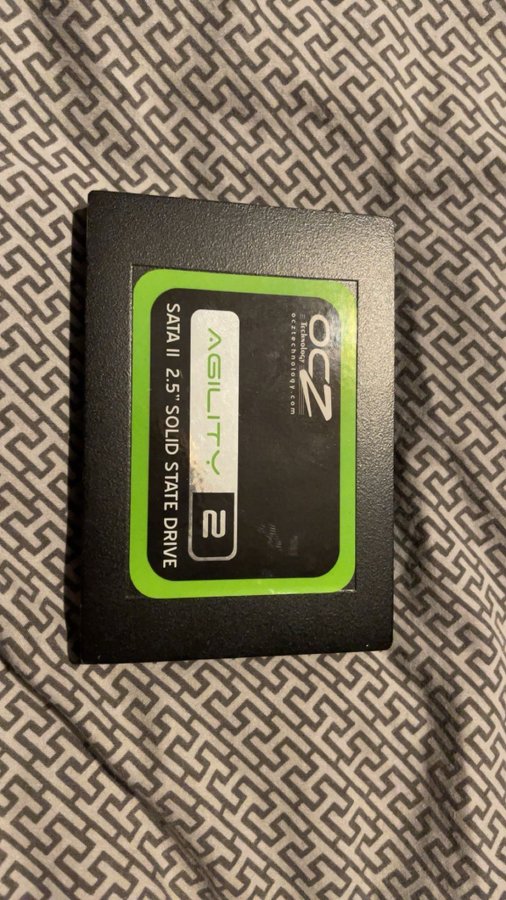 OCZ
Technology
ocztechnology.com
AGILITY 2
SATA II 2.5" SOLID STATE DRIVE